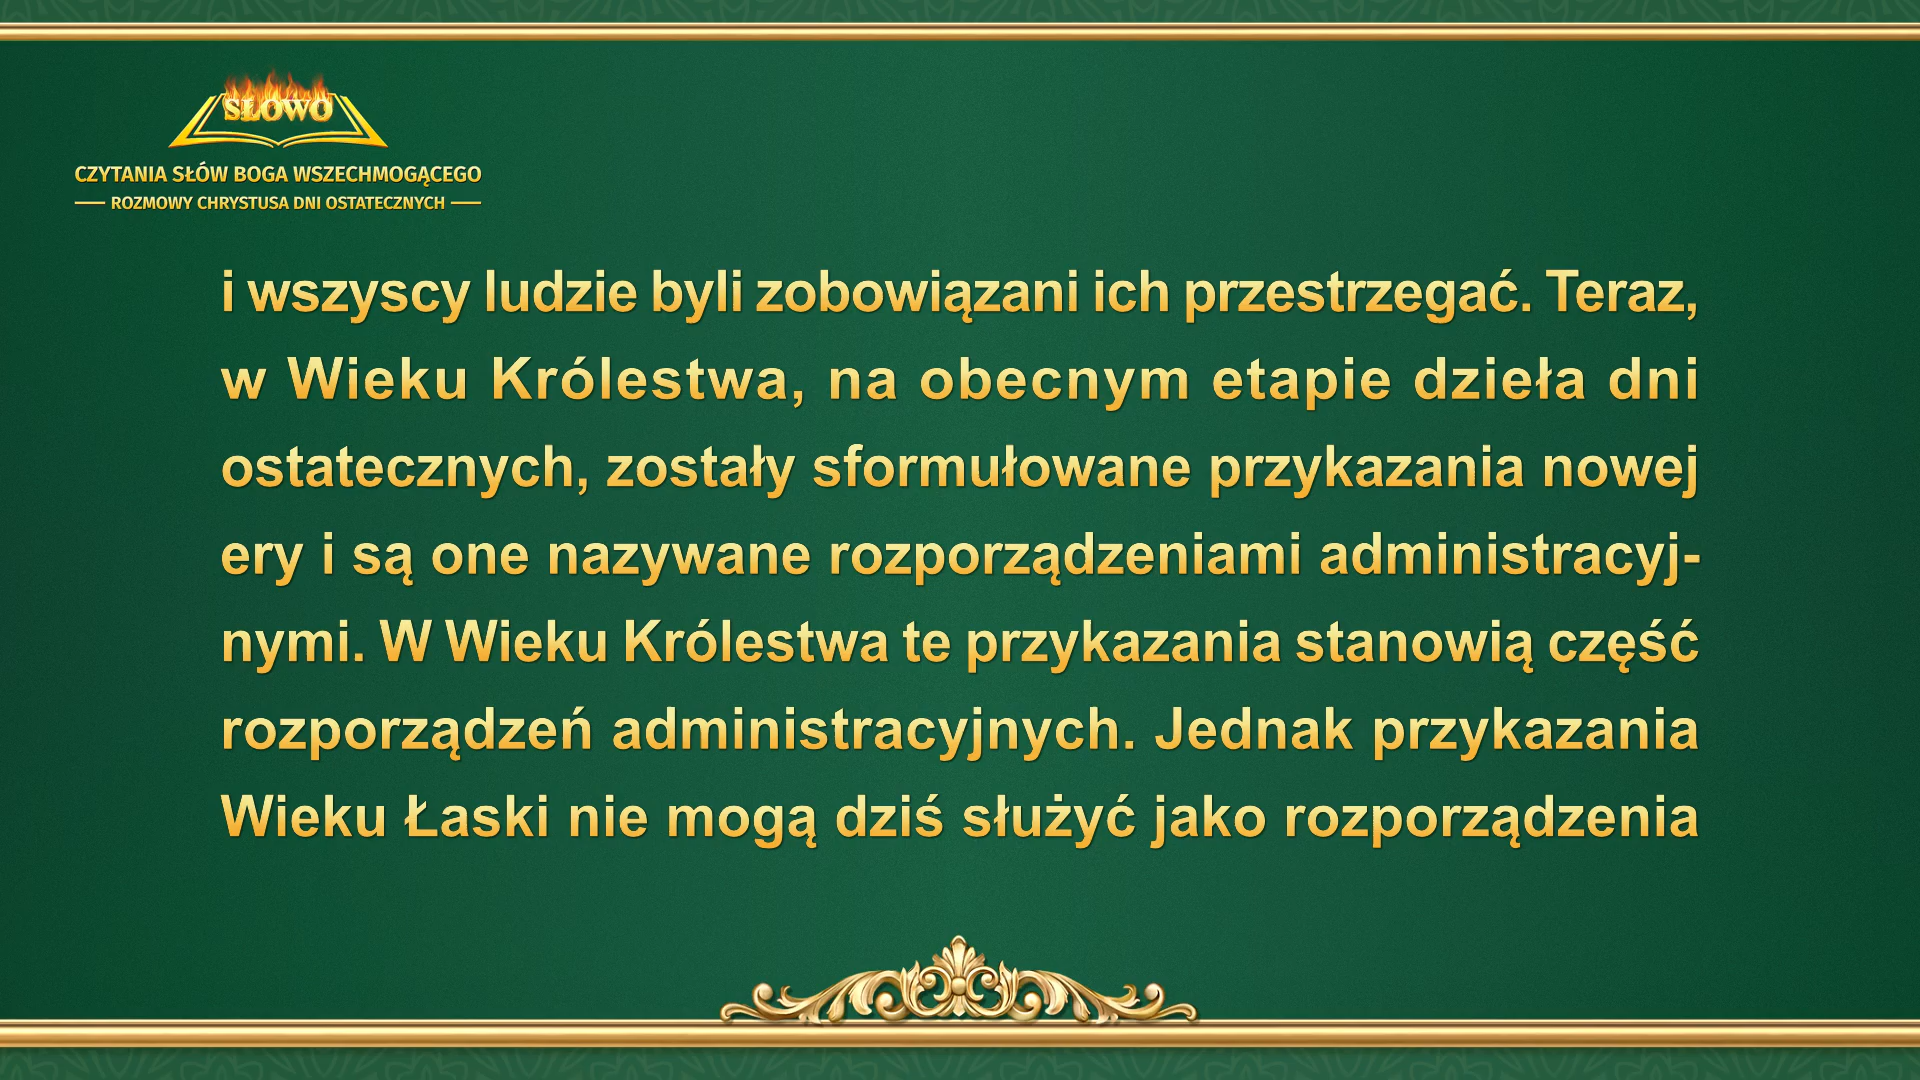 SŁOWO
CZYTANIA SŁÓW BOGA WSZECHMOGĄCEGO
ROZMOWY CHRYSTUSA DNI OSTATECZNYCH
i wszyscy ludzie byli zobowiązani ich przestrzegać. Teraz,
w Wieku Królestwa, na obecnym etapie dzieła dni
ostatecznych, zostały sformułowane przykazania nowej
ery i są one nazywane rozporządzeniami administracyj-
nymi. W Wieku Królestwa te przykazania stanowią część
rozporządzeń administracyjnych. Jednak przykazania
Wieku Łaski nie mogą dziś służyć jako rozporządzenia